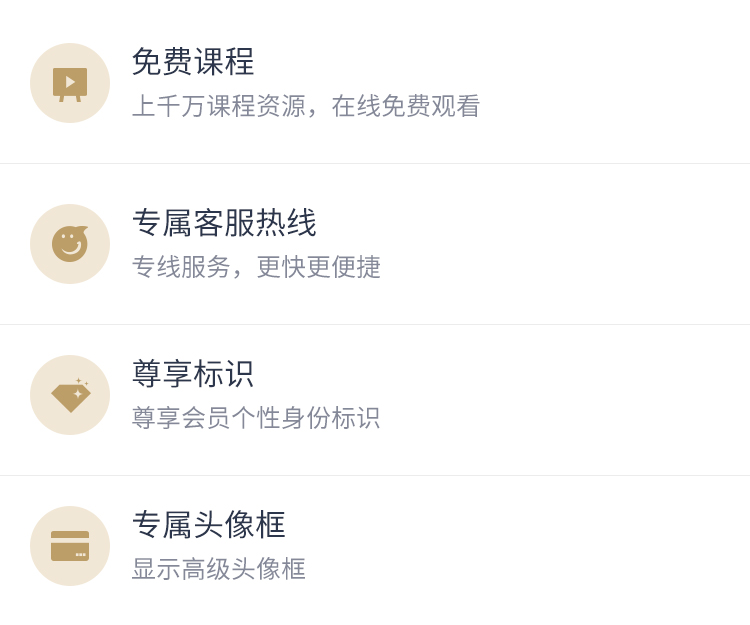 免费课程
上千万课程资源，在线免费观看
专属客服热线
专线服务，更快更便捷
尊享标识
尊享会员个性身份标识
专属头像框
显示高级头像框